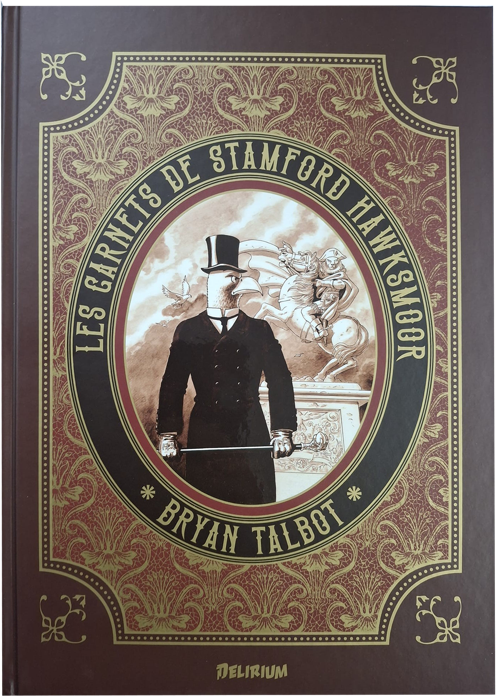 LES CARNETS DE STAMFORD HAWKSMOOR
* BRYAN TALBOT *
DELIRIUM